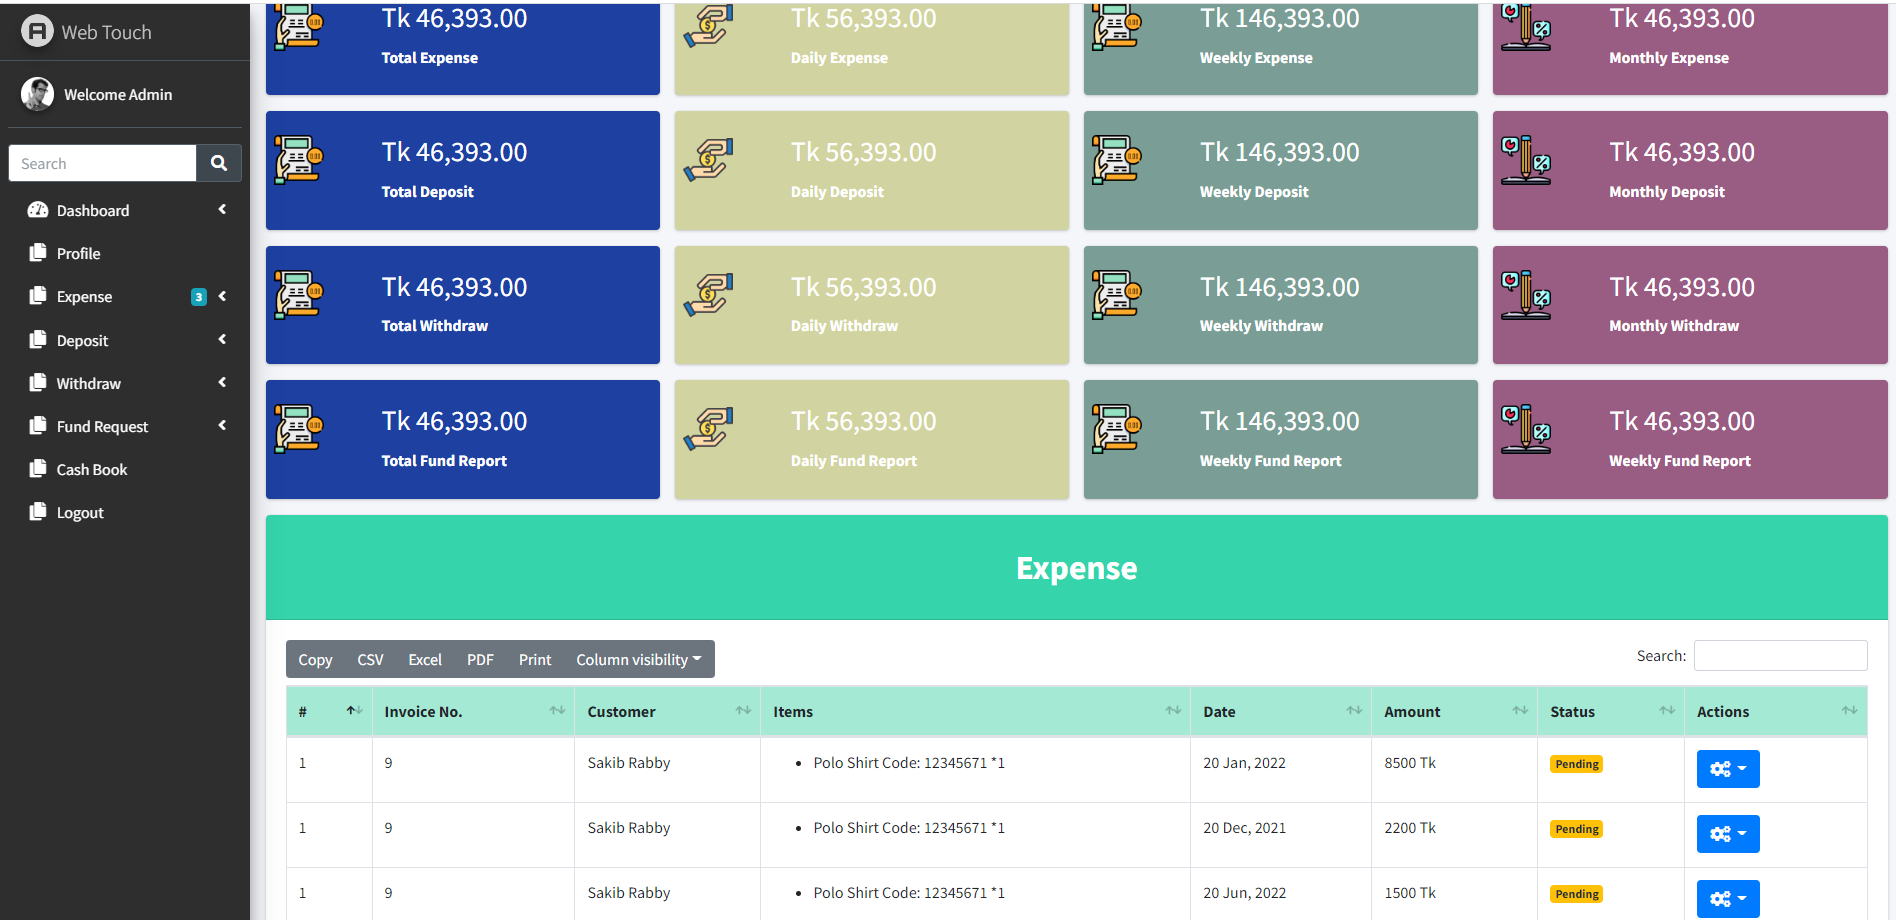 Web Touch
Welcome Admin
Search
Dashboard
Profile
Expense 3
Deposit
Withdraw
Fund Request
Cash Book
Logout
Tk 46,393.00
Total Expense
Tk 56,393.00
Daily Expense
Tk 146,393.00
Weekly Expense
Tk 46,393.00
Monthly Expense
Tk 46,393.00
Total Deposit
Tk 56,393.00
Daily Deposit
Tk 146,393.00
Weekly Deposit
Tk 46,393.00
Monthly Deposit
Tk 46,393.00
Total Withdraw
Tk 56,393.00
Daily Withdraw
Tk 146,393.00
Weekly Withdraw
Tk 46,393.00
Monthly Withdraw
Tk 46,393.00
Total Fund Report
Tk 56,393.00
Daily Fund Report
Tk 146,393.00
Weekly Fund Report
Tk 46,393.00
Weekly Fund Report
Expense
Copy CSV Excel PDF Print Column visibility
Search:
# Invoice No. Customer Items Date Amount Status Actions
1 9 Sakib Rabby • Polo Shirt Code: 12345671 *1 20 Jan, 2022 8500 Tk Pending
1 9 Sakib Rabby • Polo Shirt Code: 12345671 *1 20 Dec, 2021 2200 Tk Pending
1 9 Sakib Rabby • Polo Shirt Code: 12345671 *1 20 Jun, 2022 1500 Tk Pending